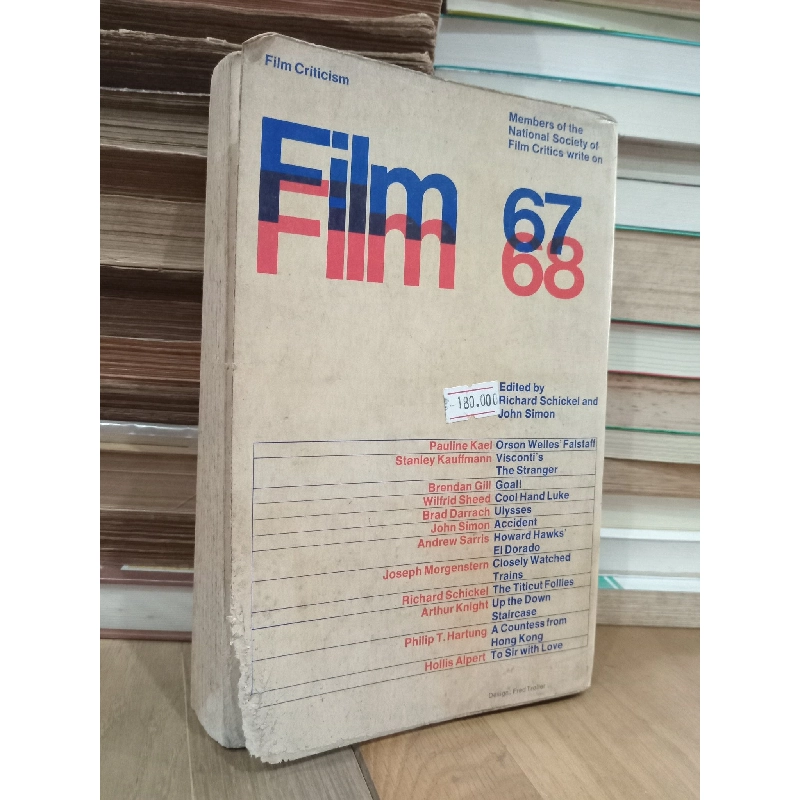 Film Criticism
Members of the
National Society of
Film Critics write on
Film 67
Film 68
Edited by
Richard Schickel and
John Simon
180.000
Pauline Kael Orson Welles' Falstaff
Stanley Kauffmann Visconti's
The Stranger
Brendan Gill Goal!
Wilfrid Sheed Cool Hand Luke
Brad Darrach Ulysses
John Simon Accident
Andrew Sarris Howard Hawks'
El Dorado
Joseph Morgenstern Closely Watched
Trains
Richard Schickel The Titicut Follies
Arthur Knight Up the Down
Staircase
Philip T. Hartung A Countess from
Hong Kong
Hollis Alpert To Sir with Love
Design: Fred